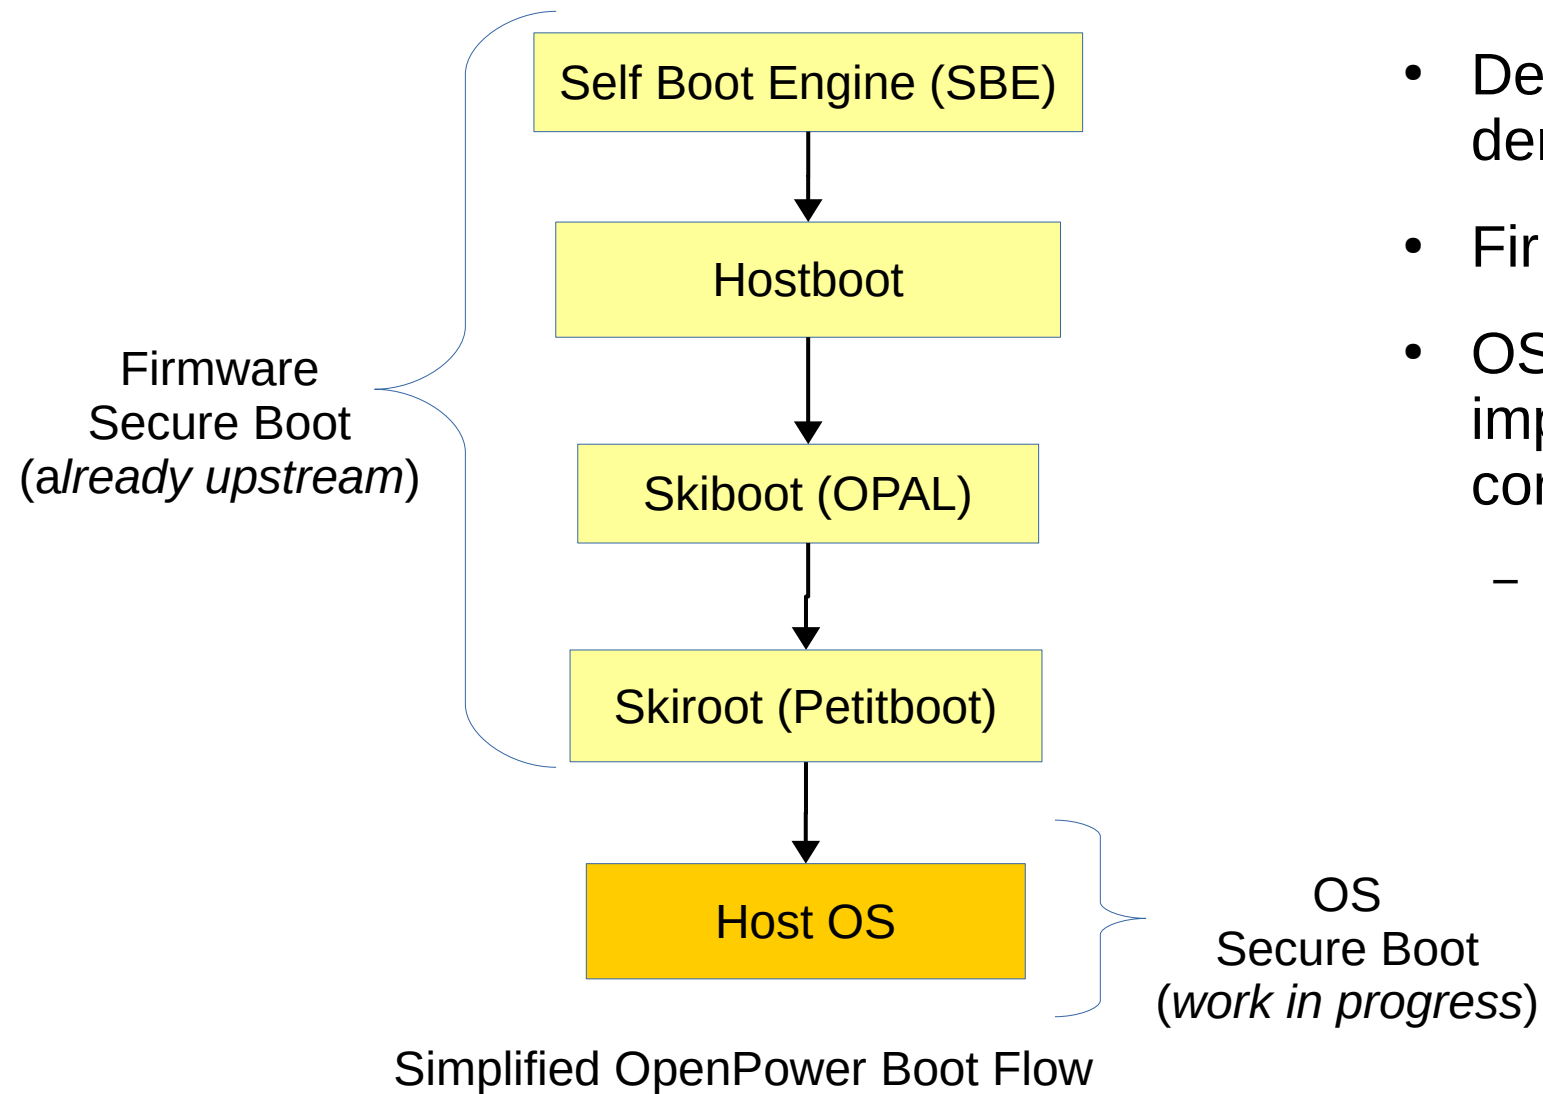 Self Boot Engine (SBE)
Hostboot
Firmware
Secure Boot
(already upstream)
Skiboot (OPAL)
Skiroot (Petitboot)
Host OS
OS
Secure Boot
(work in progress)
Simplified OpenPower Boot Flow